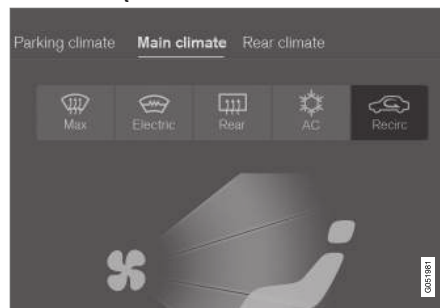 Parking climate Main climate Rear climate
Max Electric Rear AC Recirc
G051981